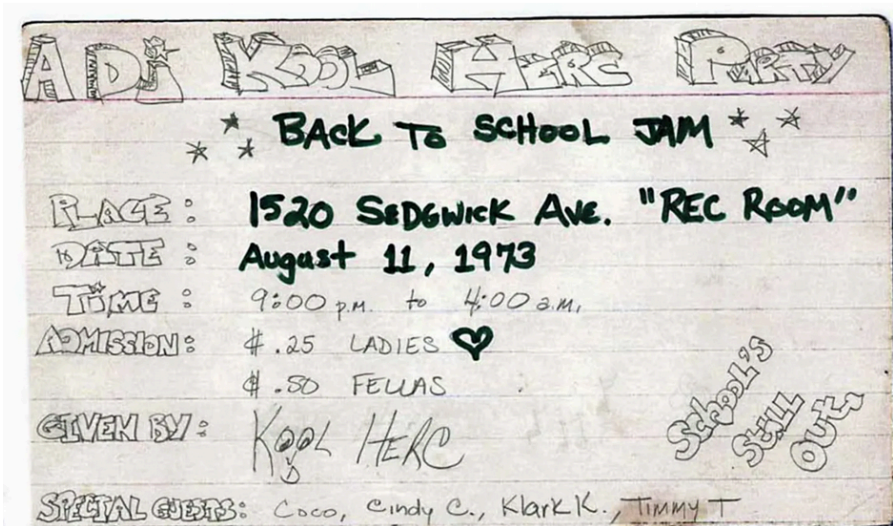 A DJ KOOL HERC PARTY
BACK TO SCHOOL JAM
PLACE: 1520 SEDGWICK AVE. "REC ROOM"
DATE: August 11, 1973
TIME: 9:00 p.m. to 4:00 a.m.
ADMISSION: $.25 LADIES ♥
$.50 FELLAS
SCHOOL'S STILL OUT,
GIVEN BY: KOOL HERC
SPECIAL GUESTS: Coco, Cindy C., Klark K., Timmy T